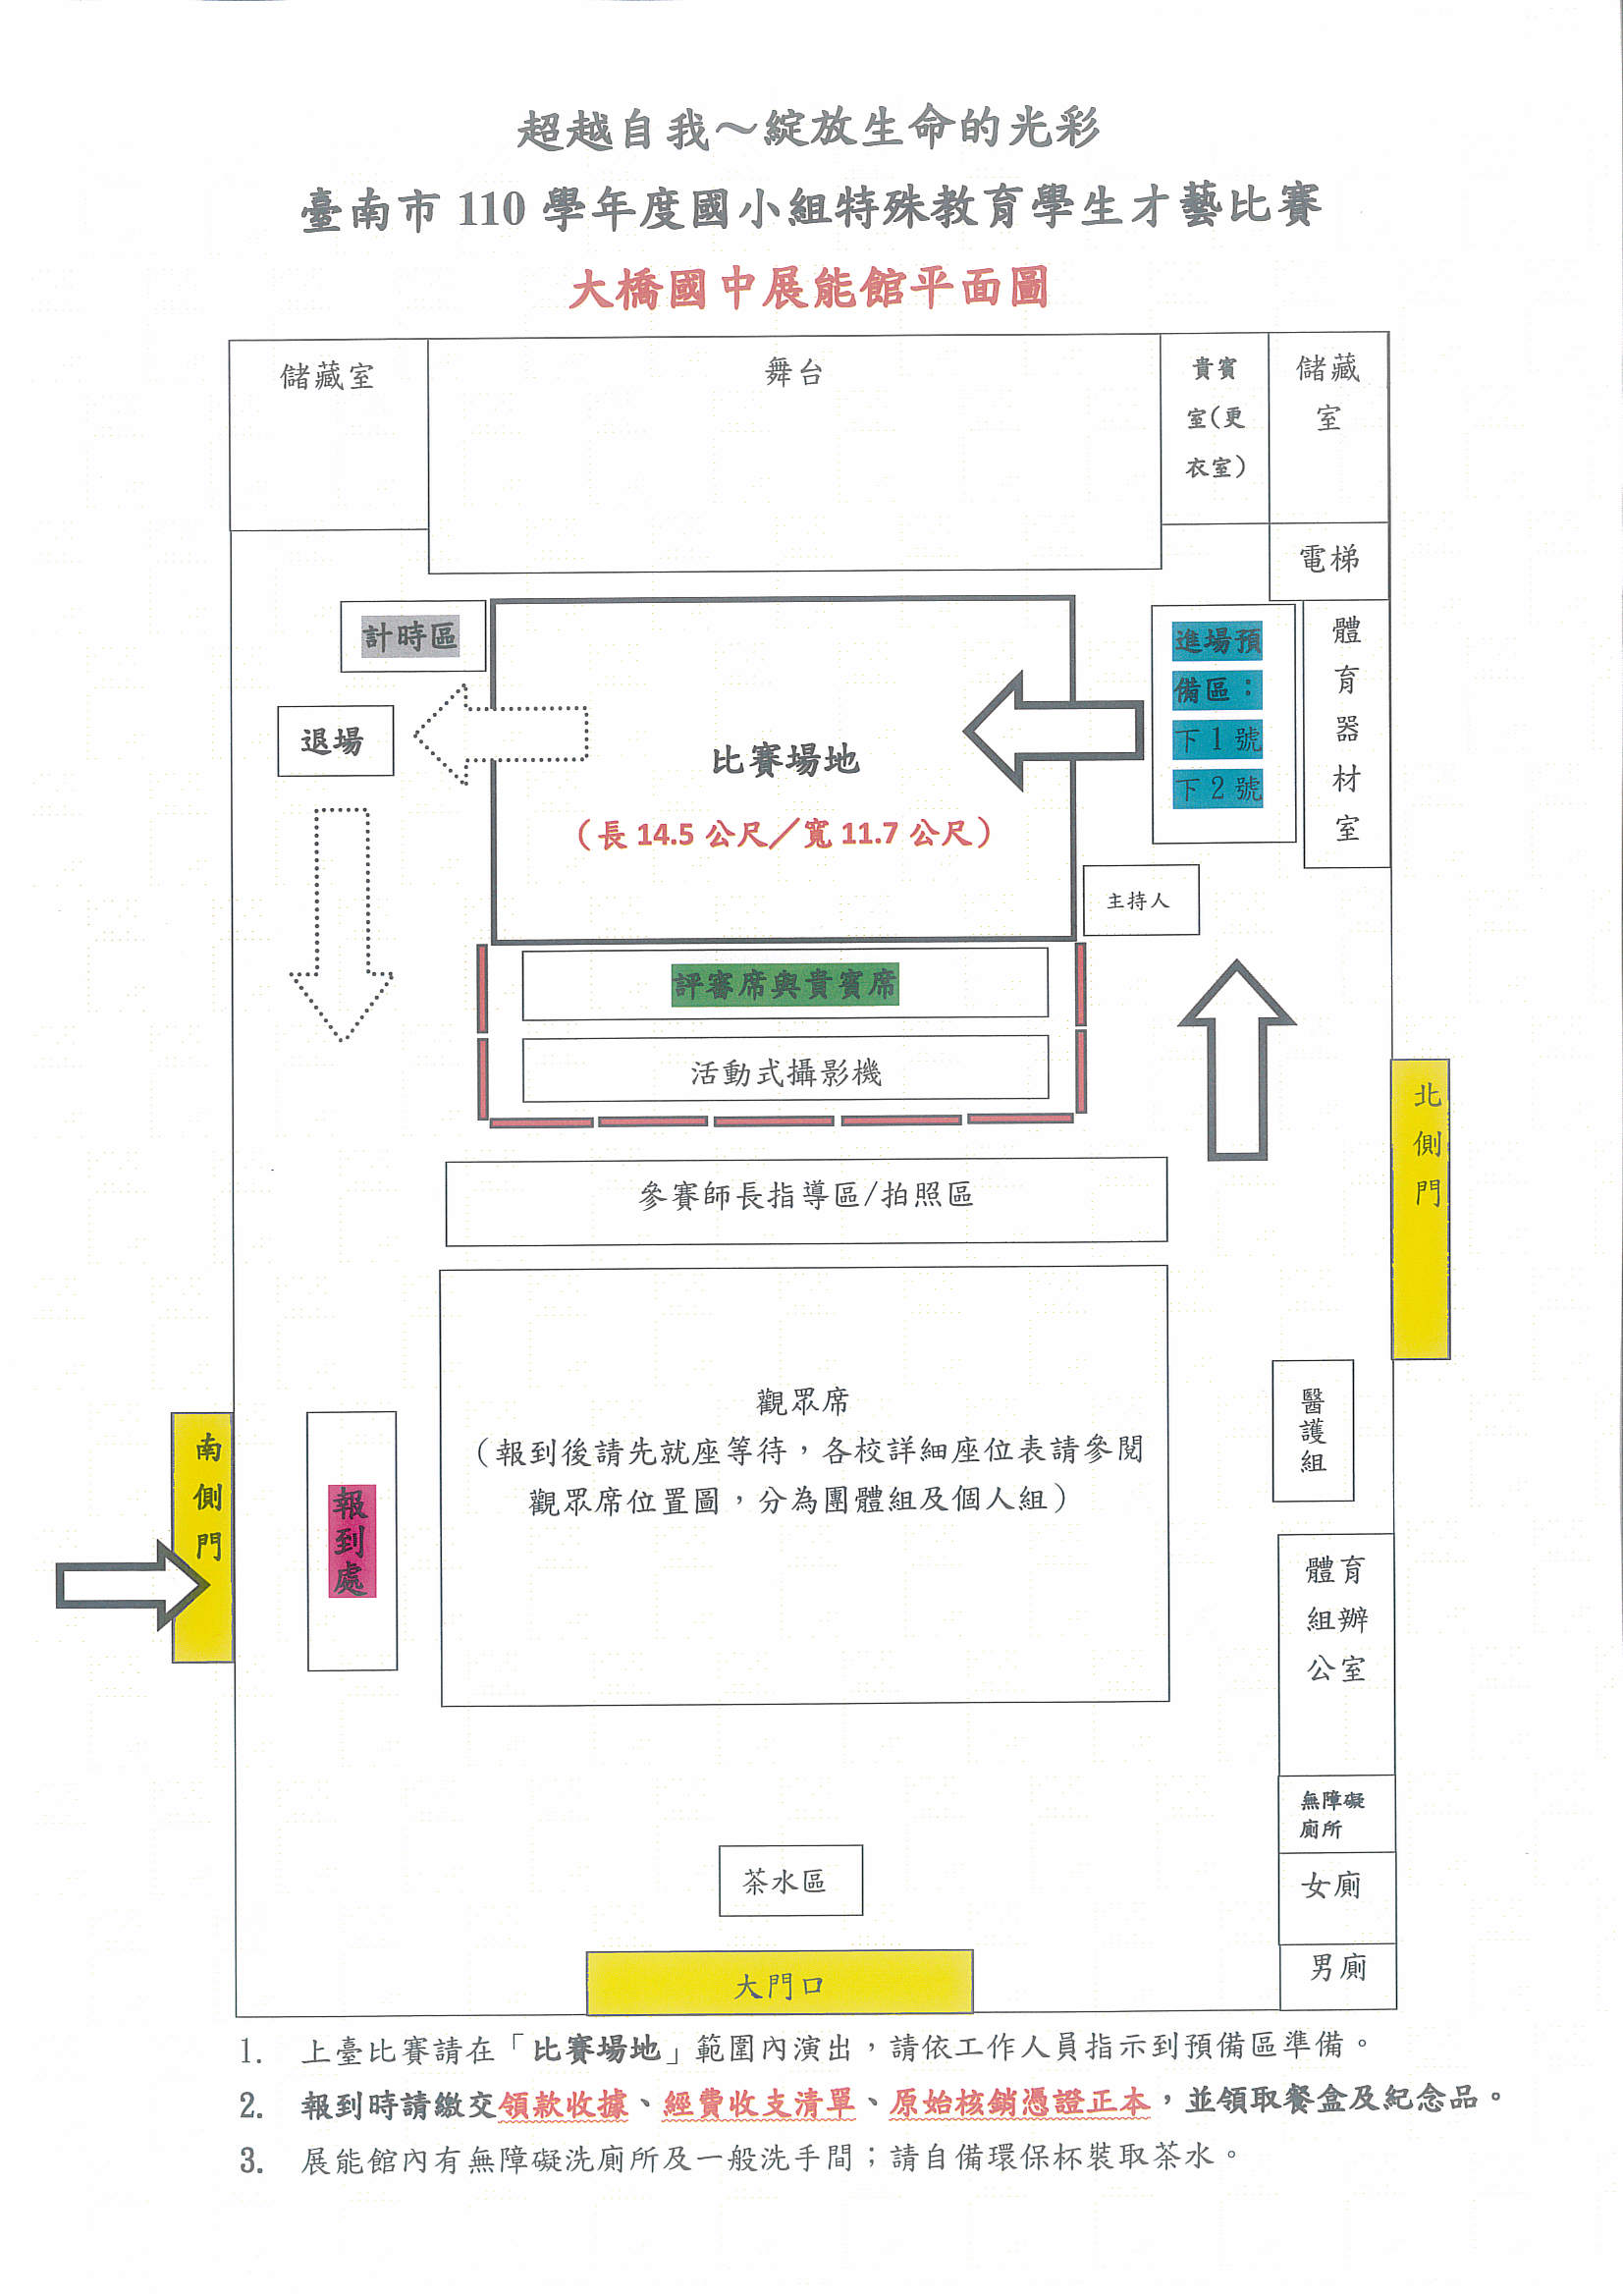 超越自我～綻放生命的光彩
臺南市 110 學年度國小組特殊教育學生才藝比賽
大橋國中展能館平面圖
儲藏室
舞台
貴賓
室(更
衣室)
儲藏
室
電梯
計時區
進場預
備區：
下 1 號
下 2 號
體
育
器
材
室
退場
比賽場地
（長 14.5 公尺／寬 11.7 公尺）
主持人
評審席與貴賓席
活動式攝影機
北
側
門
參賽師長指導區/拍照區
觀眾席
（報到後請先就座等待，各校詳細座位表請參閱
觀眾席位置圖，分為團體組及個人組）
醫
護
組
南
側
門
報
到
處
體育
組辦
公室
無障礙
廁所
女廁
男廁
茶水區
大門口
1. 上臺比賽請在「比賽場地」範圍內演出，請依工作人員指示到預備區準備。
2. 報到時請繳交領款收據、經費收支清單、原始核銷憑證正本，並領取餐盒及紀念品。
3. 展能館內有無障礙洗廁所及一般洗手間；請自備環保杯裝取茶水。